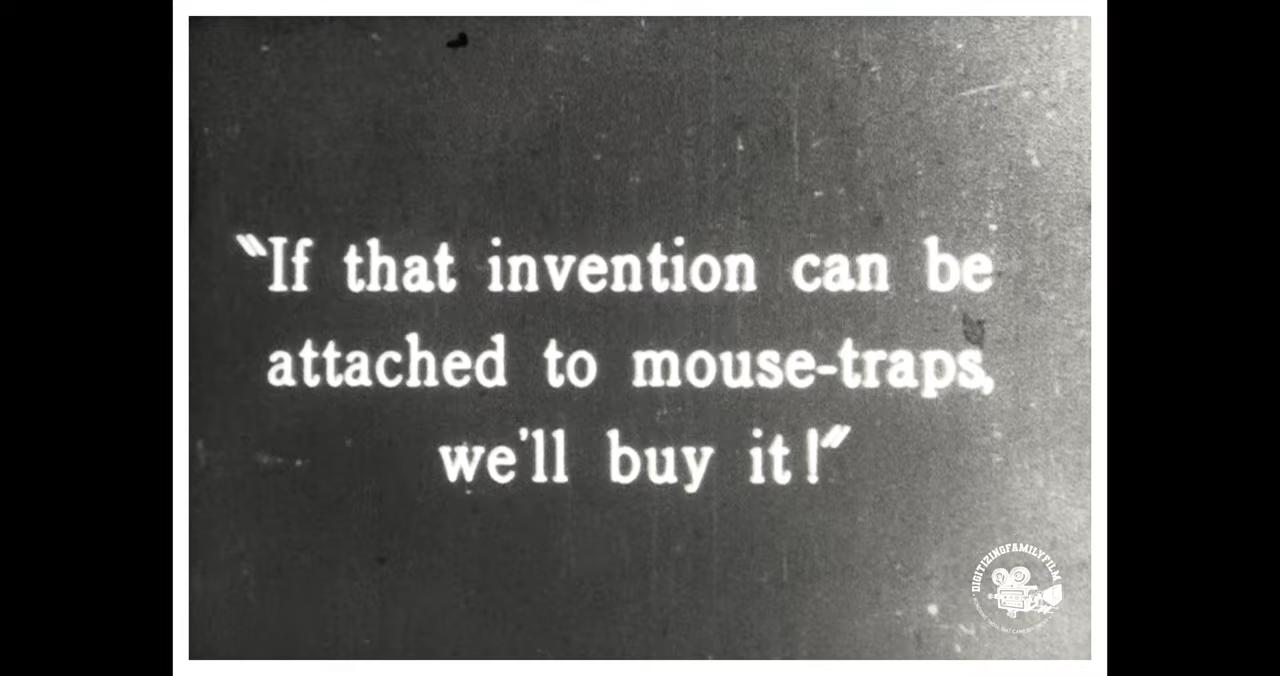 "If that invention can be
attached to mouse-traps,
we'll buy it!"
DIGITIZINGFAMILYFILM